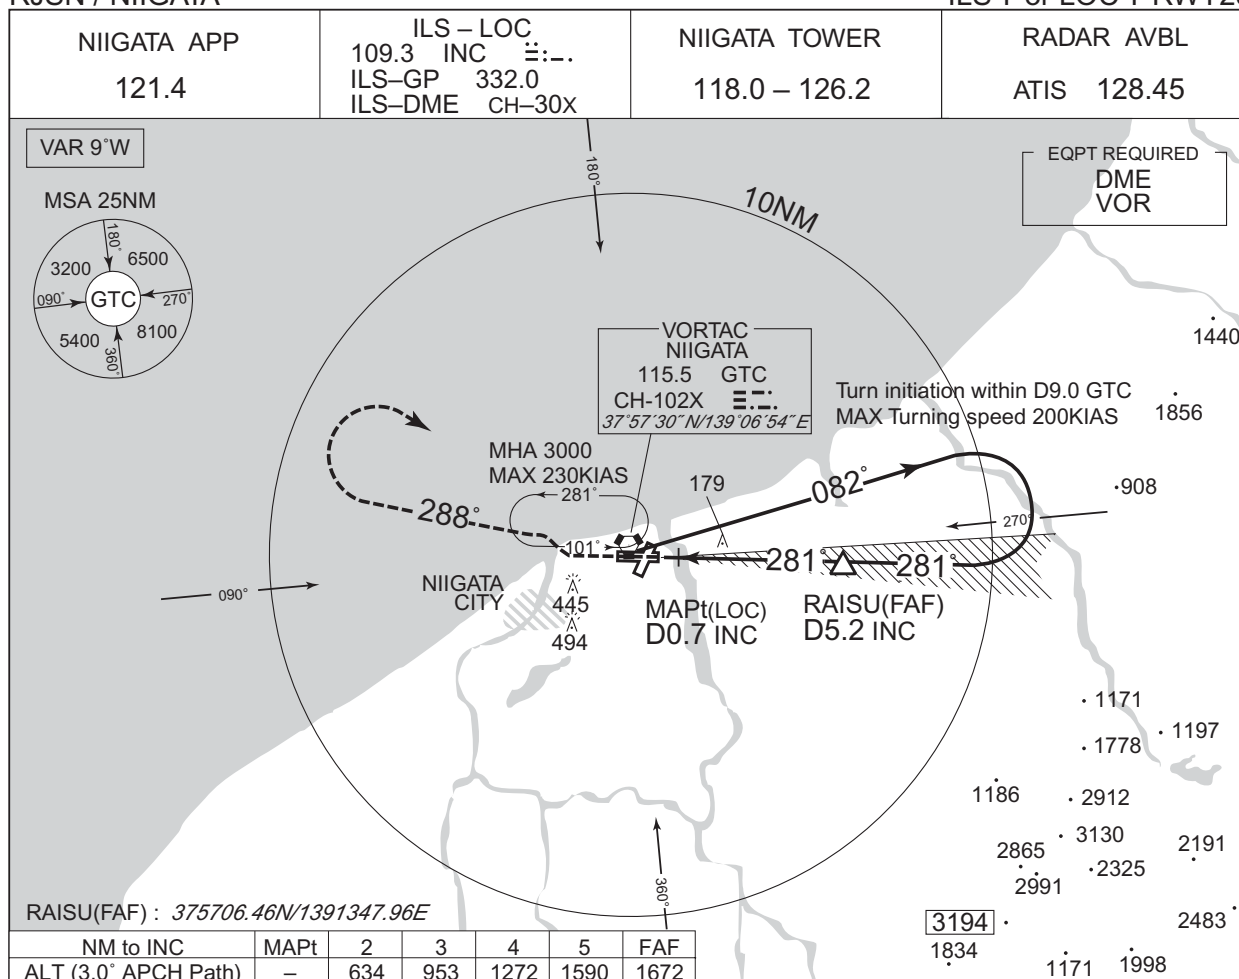 NIIGATA APP
121.4
ILS – LOC
109.3 INC
ILS–GP 332.0
ILS–DME CH–30X
NIIGATA TOWER
118.0 – 126.2
RADAR AVBL
ATIS 128.45
VAR 9°W
MSA 25NM
180°
3200
6500
090°
GTC
270°
5400
8100
360°
180°
10NM
EQPT REQUIRED
DME
VOR
1440
VORTAC
NIIGATA
115.5 GTC
CH-102X
37°57′30″N/139°06′54″E
Turn initiation within D9.0 GTC
MAX Turning speed 200KIAS
1856
MHA 3000
MAX 230KIAS
281°
179
082°
908
288°
270°
101°
281°
281°
090°
NIIGATA
CITY
445
494
MAPt(LOC)
D0.7 INC
RAISU(FAF)
D5.2 INC
1171
1197
1778
1186
2912
3130
2865
2191
2325
2991
360°
3194
2483
1834
1171
1998
RAISU(FAF) : 375706.46N/1391347.96E
NM to INC MAPt 2 3 4 5 FAF
ALT (3.0° APCH Path) – 634 953 1272 1590 1672